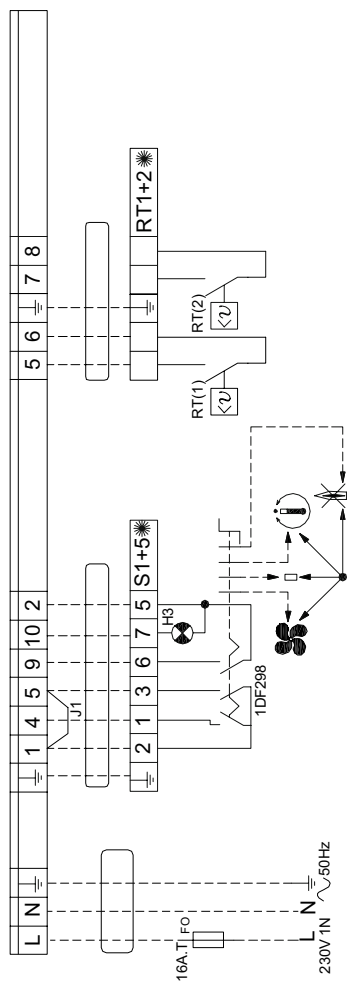 L N
1 4 5 9 10 2
5 6 7 8
J1
S1+5
2 1 3 6 7 5
RT1+2
H3
1DF298
RT(1)
RT(2)
<υ
<υ
16A.T FO
L N
230V 1N ~50Hz